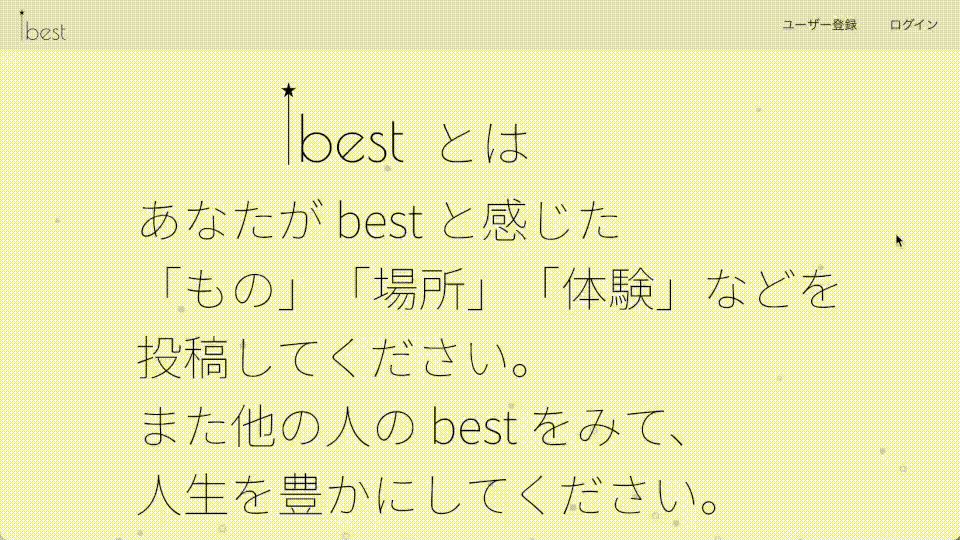 ibest
ユーザー登録 ログイン
ibest とは
あなたが best と感じた
「もの」「場所」「体験」などを
投稿してください。
また他の人の best をみて、
人生を豊かにしてください。